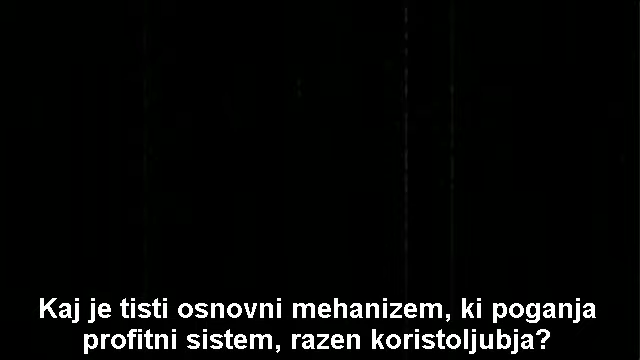 Kaj je tisti osnovni mehanizem, ki poganja
profitni sistem, razen koristoljubja?